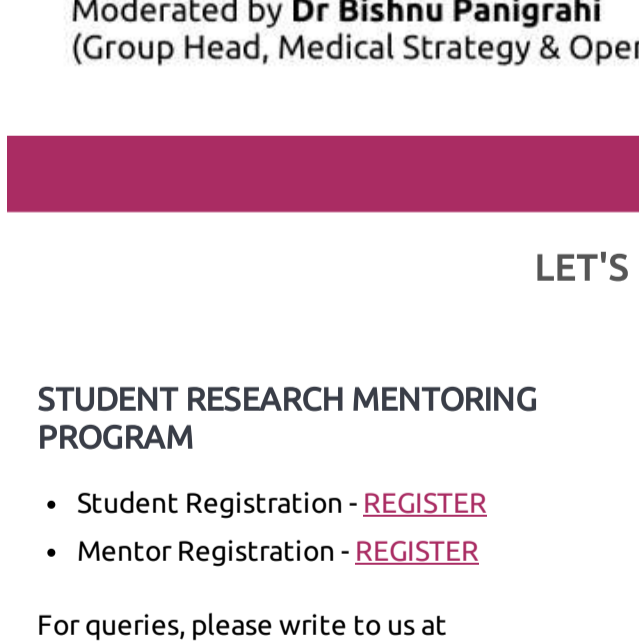 Moderated by Dr Bishnu Panigrahi
(Group Head, Medical Strategy &
LET'S
STUDENT RESEARCH MENTORING
PROGRAM
• Student Registration - REGISTER
• Mentor Registration - REGISTER
For queries, please write to us at